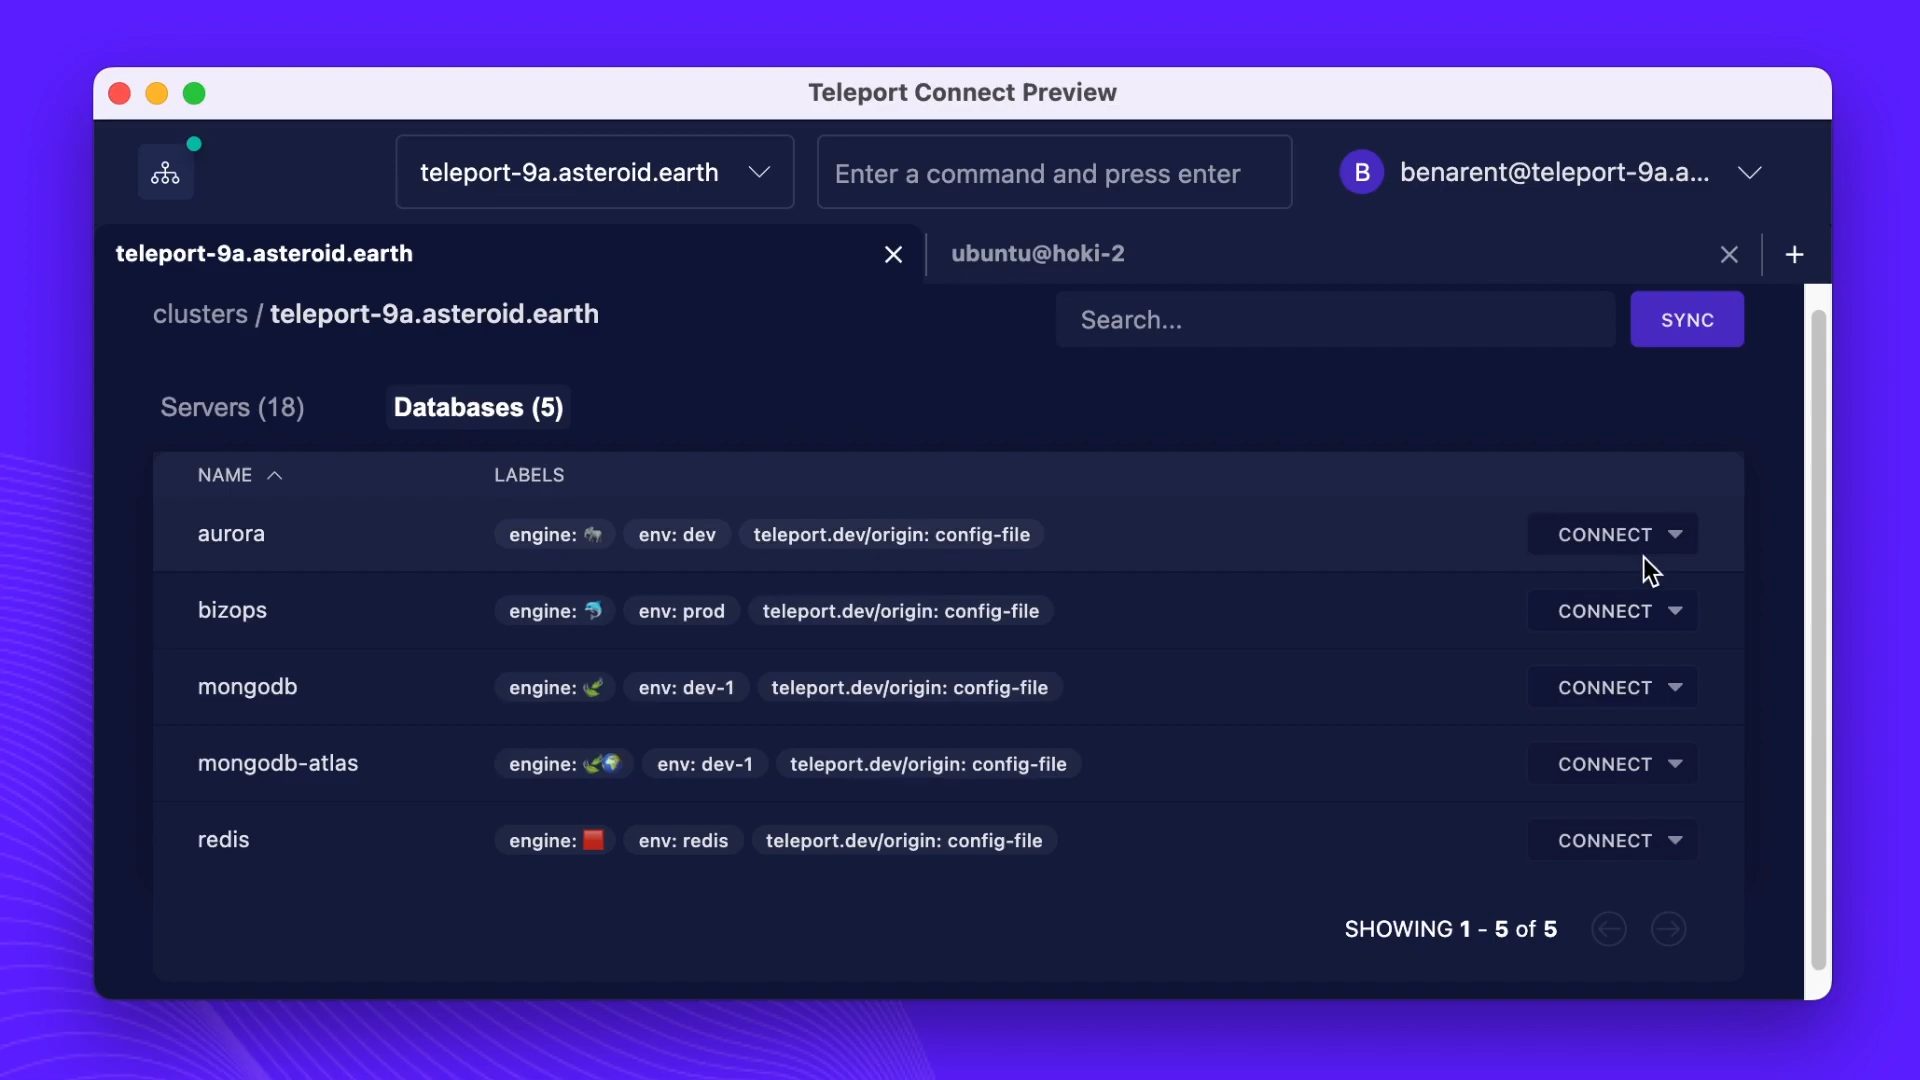 Teleport Connect Preview
teleport-9a.asteroid.earth
Enter a command and press enter
B benarent@teleport-9a.a...
teleport-9a.asteroid.earth
ubuntu@hoki-2
clusters / teleport-9a.asteroid.earth
Search...
SYNC
Servers (18)
Databases (5)
NAME LABELS
aurora engine: 🐘 env: dev teleport.dev/origin: config-file CONNECT
bizops engine: 🐬 env: prod teleport.dev/origin: config-file CONNECT
mongodb engine: 🌿 env: dev-1 teleport.dev/origin: config-file CONNECT
mongodb-atlas engine: 🌿🌍 env: dev-1 teleport.dev/origin: config-file CONNECT
redis engine: 🟥 env: redis teleport.dev/origin: config-file CONNECT
SHOWING 1 - 5 of 5